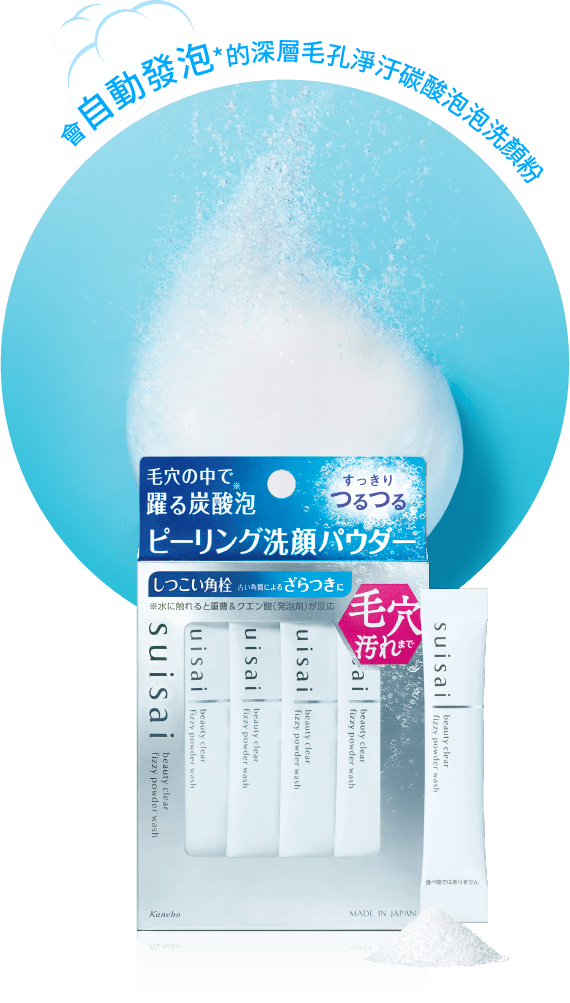 會自動發泡*的深層毛孔淨汙碳酸泡泡洗顏粉
毛穴の中で※
躍る炭酸泡
すっきり
つるつる
ピーリング洗顔パウダー
しつこい角栓 古い角質によるざらつきに
※水に触れると重曹&クエン酸(発泡剤)が反応
毛穴
汚れまで
suisai
beauty clear
fizzy powder wash
suisai
beauty clear
fizzy powder wash
suisai
beauty clear
fizzy powder wash
suisai
beauty clear
fizzy powder wash
sai
beauty clear
fizzy powder wash
suisai
beauty clear
fizzy powder wash
食べ物ではありません
Kanebo
MADE IN JAPAN